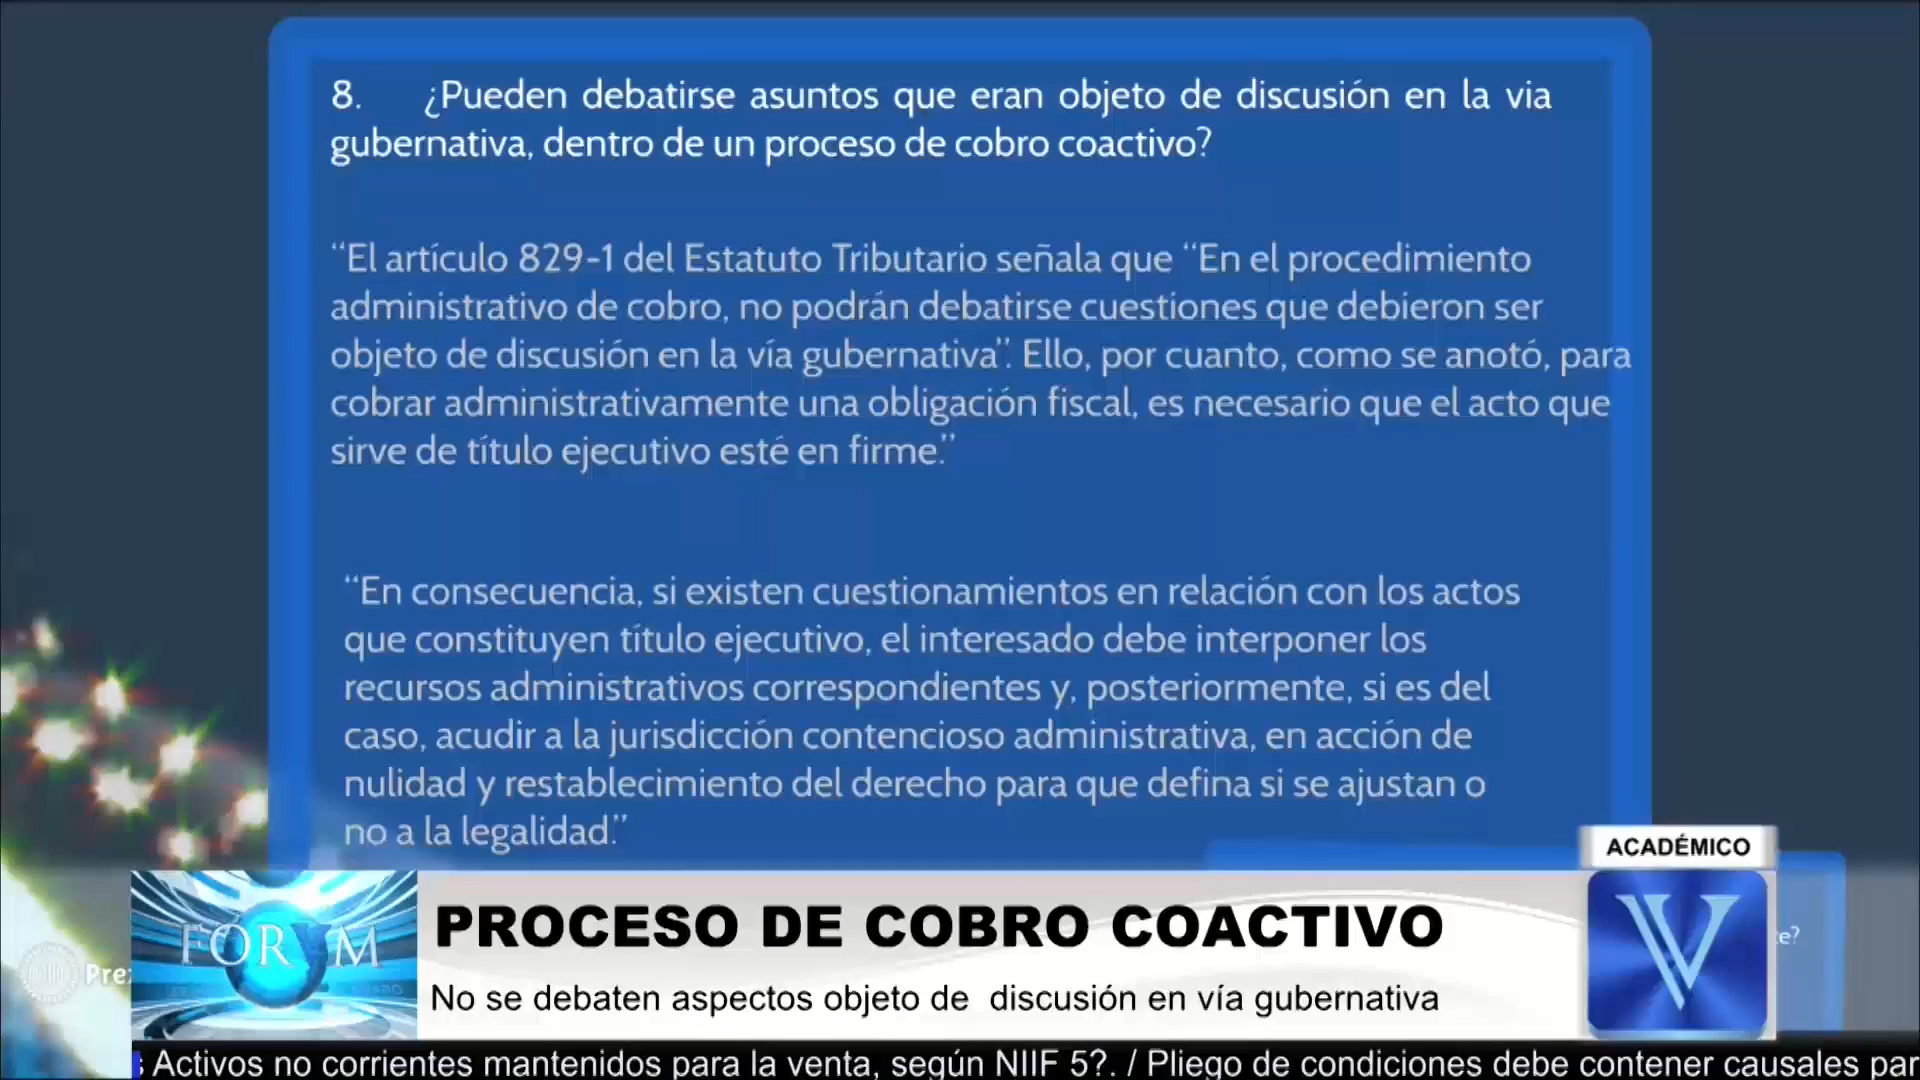 8. ¿Pueden debatirse asuntos que eran objeto de discusión en la via
gubernativa, dentro de un proceso de cobro coactivo?
“El artículo 829-1 del Estatuto Tributario señala que “En el procedimiento
administrativo de cobro, no podrán debatirse cuestiones que debieron ser
objeto de discusión en la vía gubernativa”. Ello, por cuanto, como se anotó, para
cobrar administrativamente una obligación fiscal, es necesario que el acto que
sirve de título ejecutivo esté en firme.”
“En consecuencia, si existen cuestionamientos en relación con los actos
que constituyen título ejecutivo, el interesado debe interponer los
recursos administrativos correspondientes y, posteriormente, si es del
caso, acudir a la jurisdicción contencioso administrativa, en acción de
nulidad y restablecimiento del derecho para que defina si se ajustan o
no a la legalidad.”
ACADÉMICO
FORVM
PROCESO DE COBRO COACTIVO
No se debaten aspectos objeto de discusión en vía gubernativa
V
Prez
e?
Activos no corrientes mantenidos para la venta, según NIIF 5?. / Pliego de condiciones debe contener causales par